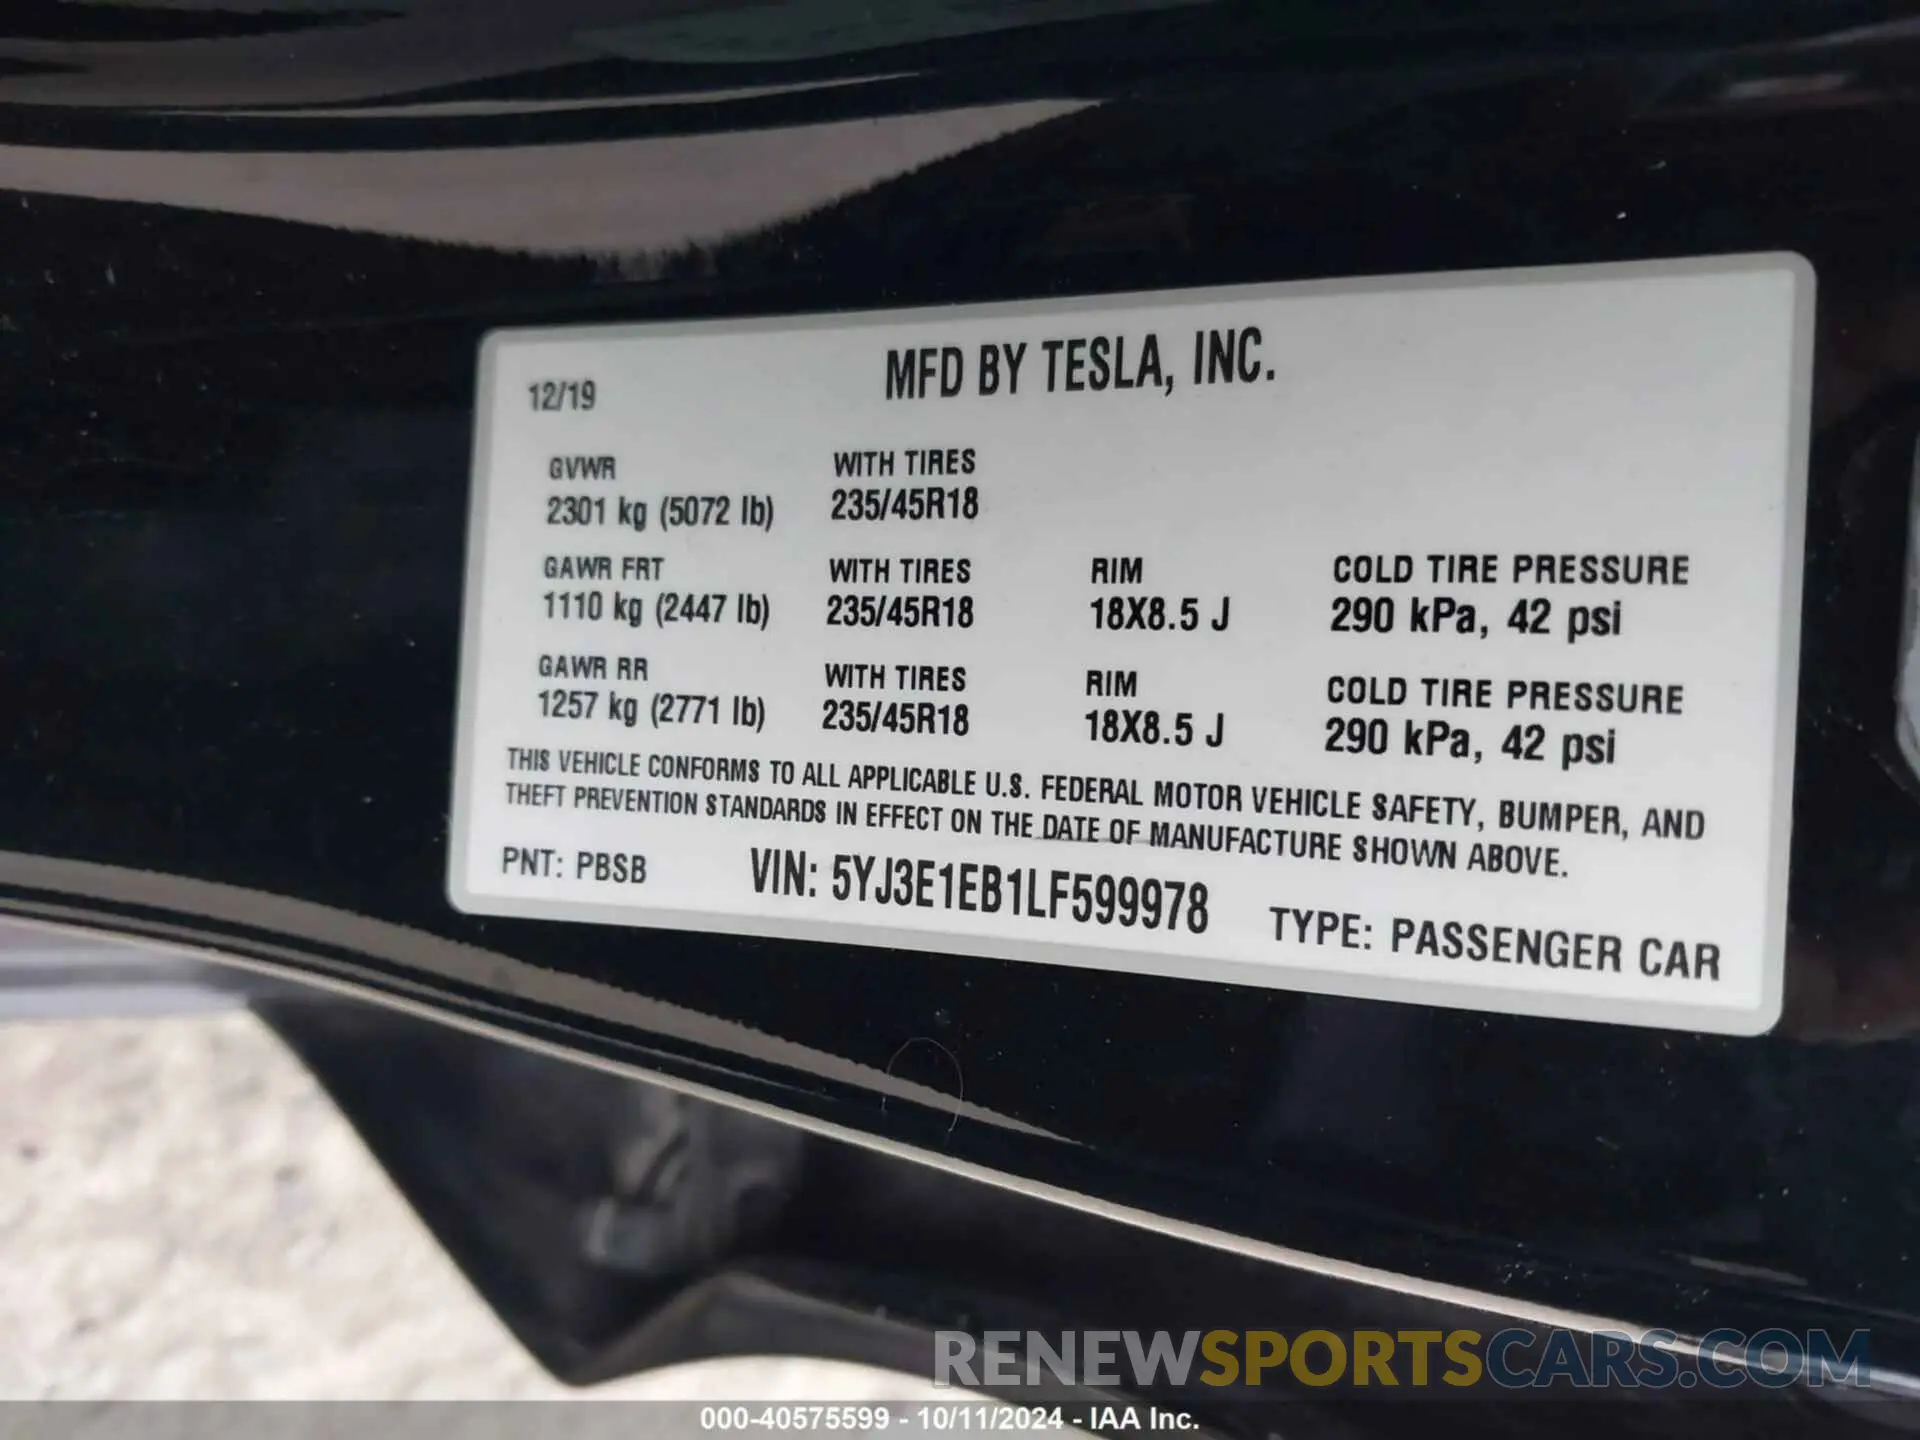 MFD BY TESLA, INC.
12/19
GVWR WITH TIRES
2301 kg (5072 lb) 235/45R18
GAWR FRT WITH TIRES RIM COLD TIRE PRESSURE
1110 kg (2447 lb) 235/45R18 18X8.5 J 290 kPa, 42 psi
GAWR RR WITH TIRES RIM COLD TIRE PRESSURE
1257 kg (2771 lb) 235/45R18 18X8.5 J 290 kPa, 42 psi
THIS VEHICLE CONFORMS TO ALL APPLICABLE U.S. FEDERAL MOTOR VEHICLE SAFETY, BUMPER, AND
THEFT PREVENTION STANDARDS IN EFFECT ON THE DATE OF MANUFACTURE SHOWN ABOVE.
PNT: PBSB VIN: 5YJ3E1EB1LF599978 TYPE: PASSENGER CAR
RENEWSPORTSCARS.COM
000-40575599 - 10/11/2024 - IAA Inc.